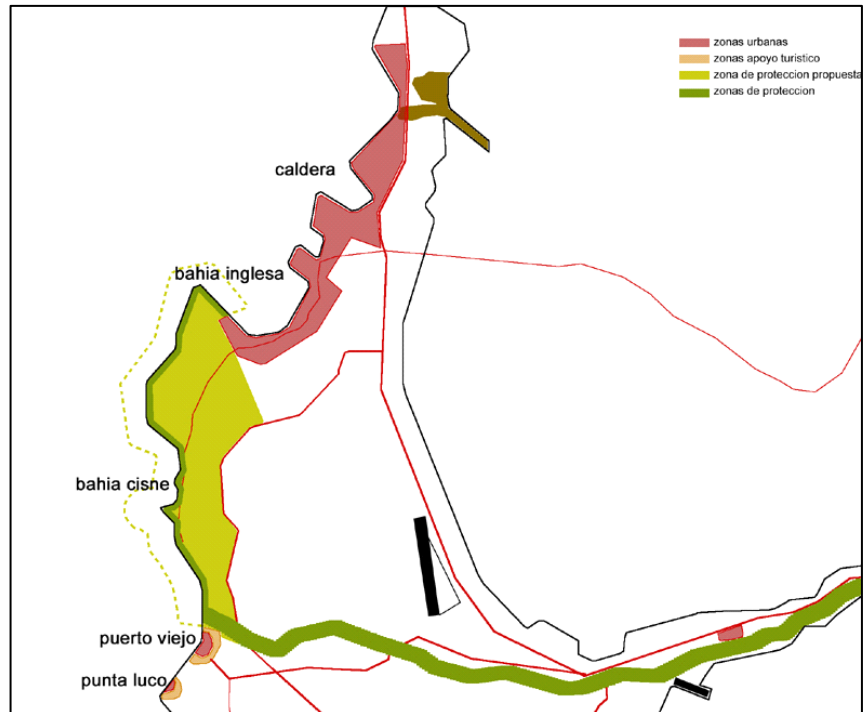 zonas urbanas
zonas apoyo turistico
zona de proteccion propuesta
zonas de proteccion
caldera
bahia inglesa
bahia cisne
puerto viejo
punta luco